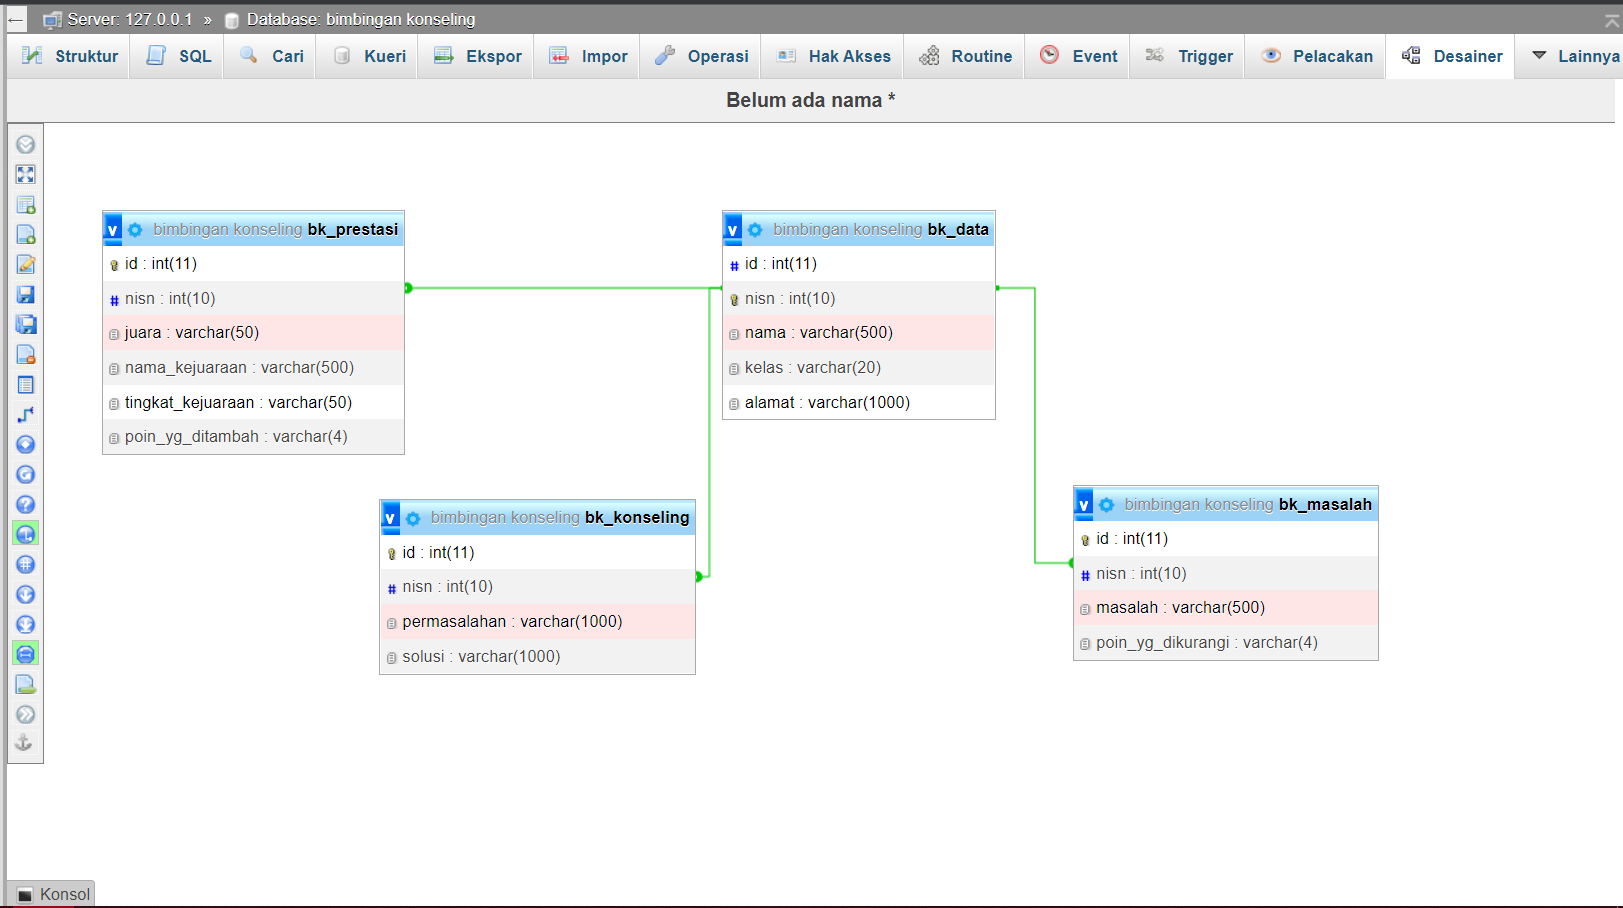 Server: 127.0.0.1 » Database: bimbingan konseling
Struktur SQL Cari Kueri Ekspor Impor Operasi Hak Akses Routine Event Trigger Pelacakan Desainer Lainnya
Belum ada nama *
v bimbingan konseling bk_prestasi
id : int(11)
# nisn : int(10)
juara : varchar(50)
nama_kejuaraan : varchar(500)
tingkat_kejuaraan : varchar(50)
poin_yg_ditambah : varchar(4)
v bimbingan konseling bk_data
# id : int(11)
nisn : int(10)
nama : varchar(500)
kelas : varchar(20)
alamat : varchar(1000)
v bimbingan konseling bk_konseling
id : int(11)
# nisn : int(10)
permasalahan : varchar(1000)
solusi : varchar(1000)
v bimbingan konseling bk_masalah
id : int(11)
# nisn : int(10)
masalah : varchar(500)
poin_yg_dikurangi : varchar(4)
Konsol